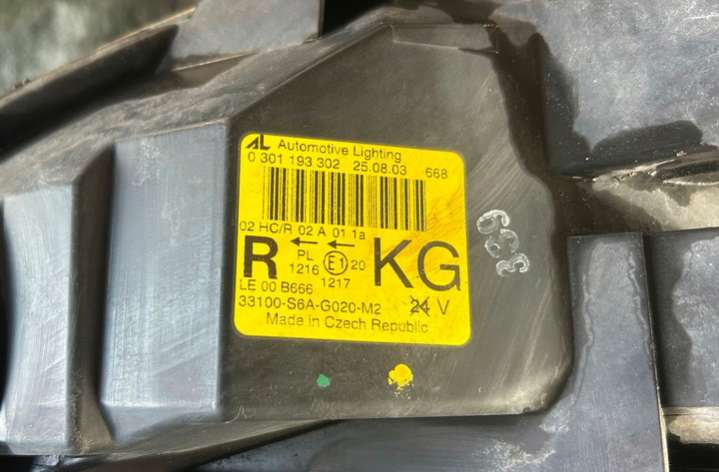 AL Automotive Lighting
0 301 193 302 25.08.03 668
02 HC/R 02 A 01 1a
R ← ← KG
PL E1 20
1216 1217
LE 00 B666
33100-S6A-G020-M2 24 V
Made in Czech Republic
339